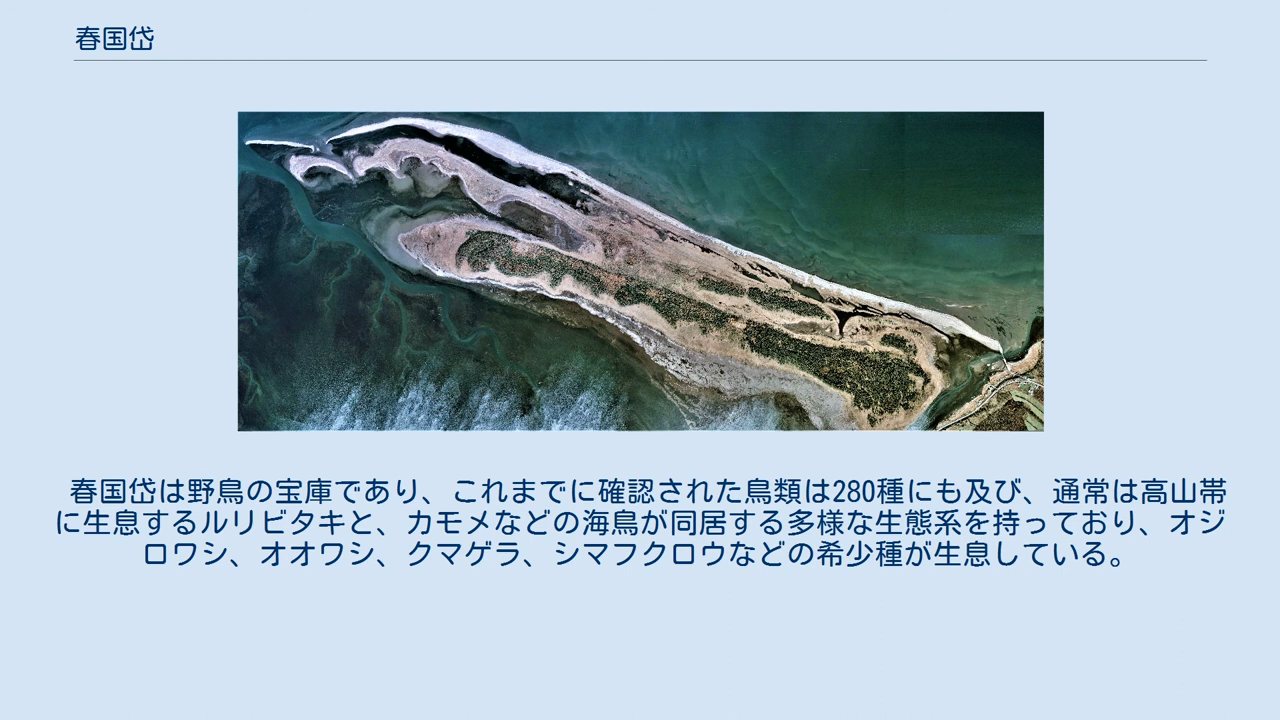 春国岱
春国岱は野鳥の宝庫であり、これまでに確認された鳥類は280種にも及び、通常は高山帯
に生息するルリビタキと、カモメなどの海鳥が同居する多様な生態系を持っており、オジ
ロワシ、オオワシ、クマゲラ、シマフクロウなどの希少種が生息している。